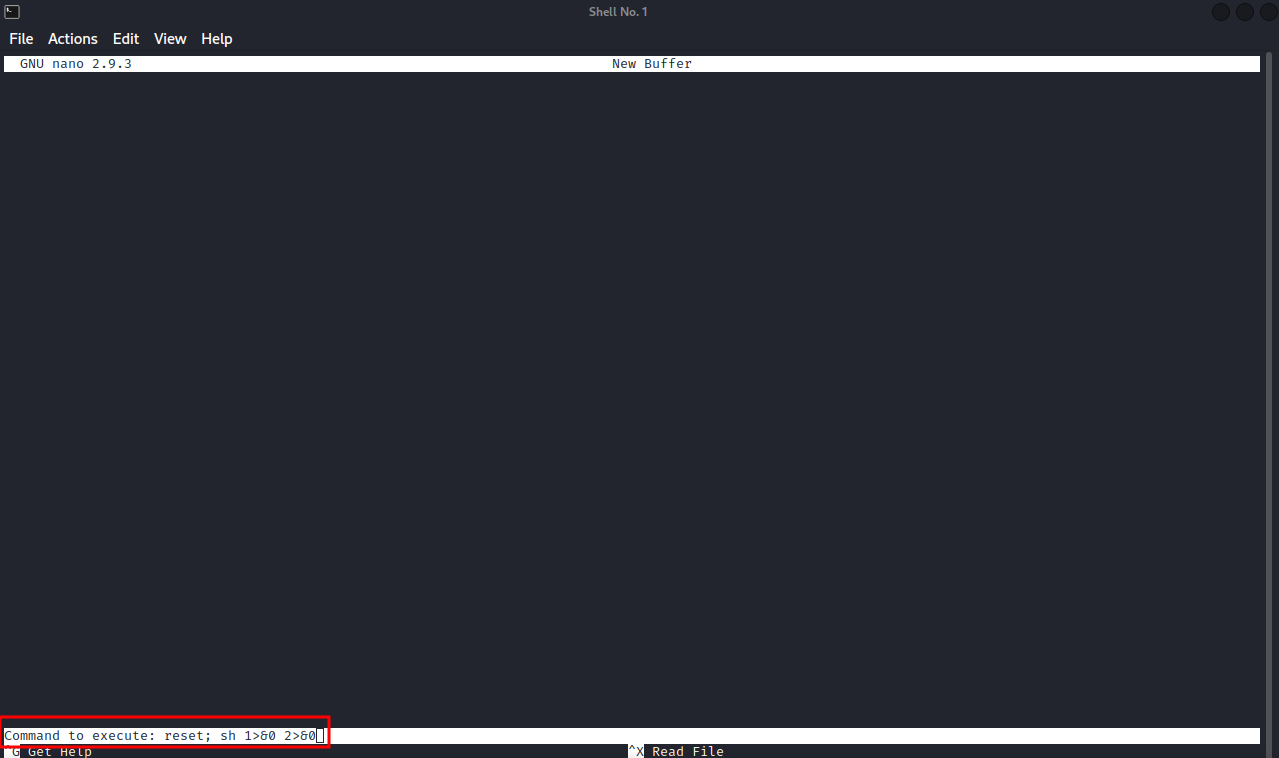 Shell No. 1
File Actions Edit View Help
GNU nano 2.9.3 New Buffer
Command to execute: reset; sh 1>&0 2>&0
^G Get Help ^X Read File